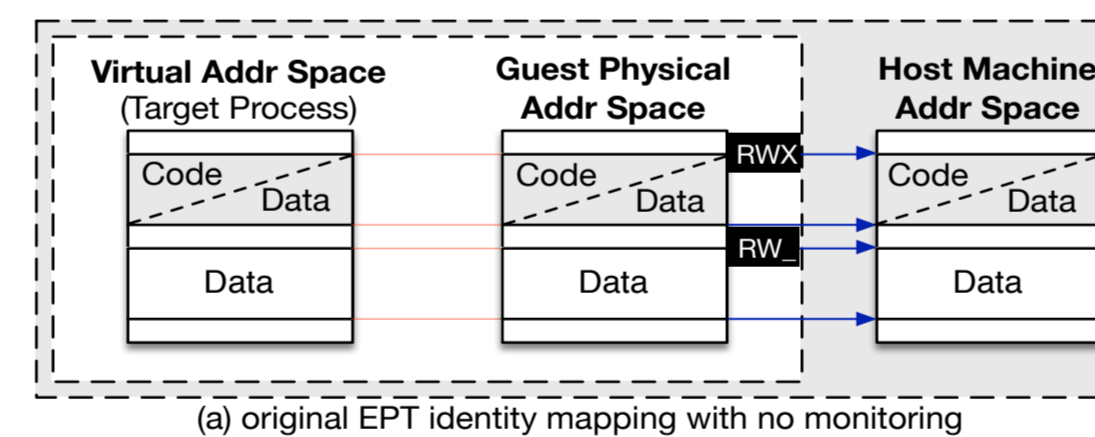 Virtual Addr Space
(Target Process)
Guest Physical
Addr Space
Host Machine
Addr Space
Code
Data
Code
Data
RWX
Code
Data
RW_
Data
Data
Data
(a) original EPT identity mapping with no monitoring